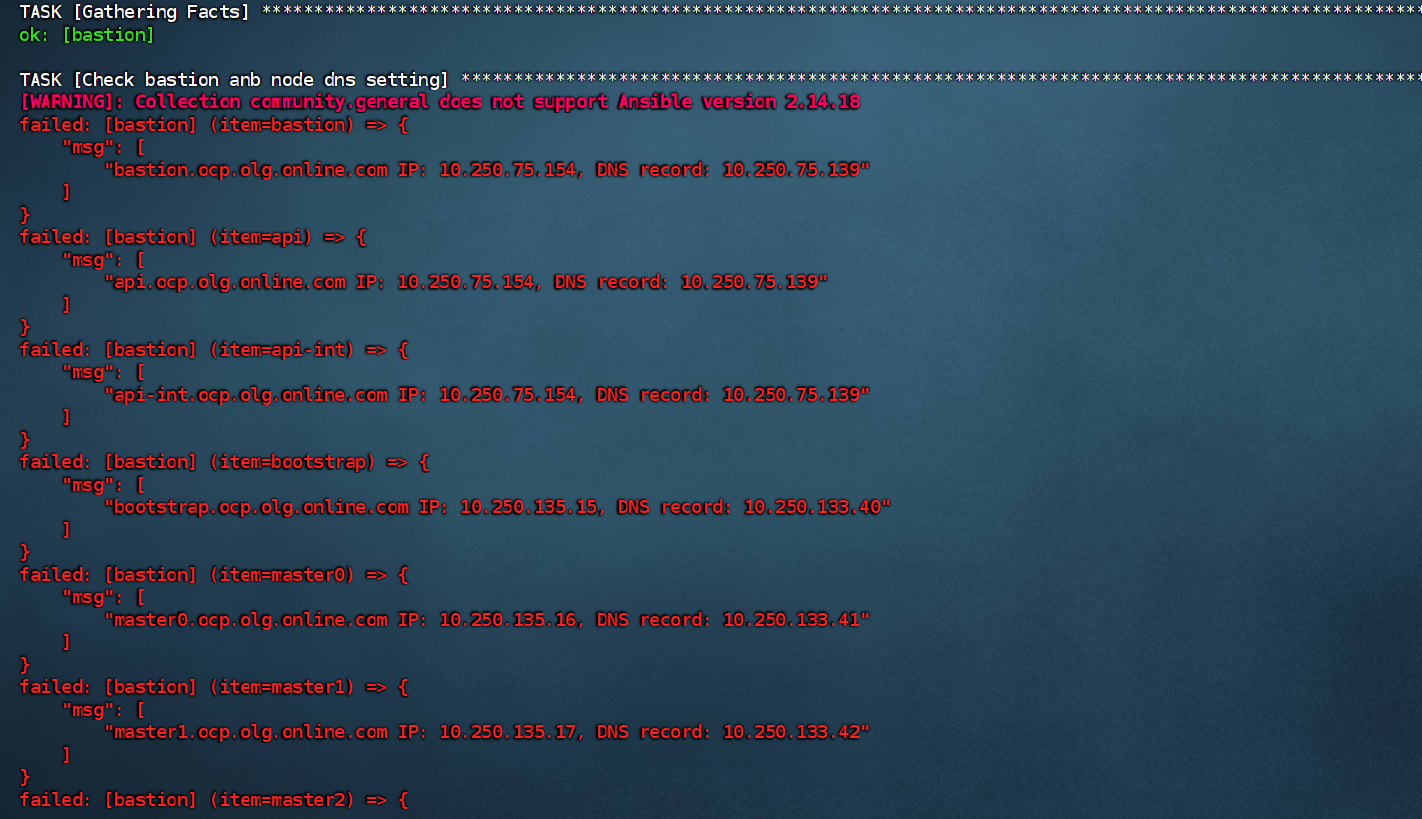 TASK [Gathering Facts] **************************************************************************************************************
ok: [bastion]
TASK [Check bastion anb node dns setting] *******************************************************************************************
[WARNING]: Collection community.general does not support Ansible version 2.14.18
failed: [bastion] (item=bastion) => {
    "msg": [
        "bastion.ocp.olg.online.com IP: 10.250.75.154, DNS record: 10.250.75.139"
    ]
}
failed: [bastion] (item=api) => {
    "msg": [
        "api.ocp.olg.online.com IP: 10.250.75.154, DNS record: 10.250.75.139"
    ]
}
failed: [bastion] (item=api-int) => {
    "msg": [
        "api-int.ocp.olg.online.com IP: 10.250.75.154, DNS record: 10.250.75.139"
    ]
}
failed: [bastion] (item=bootstrap) => {
    "msg": [
        "bootstrap.ocp.olg.online.com IP: 10.250.135.15, DNS record: 10.250.133.40"
    ]
}
failed: [bastion] (item=master0) => {
    "msg": [
        "master0.ocp.olg.online.com IP: 10.250.135.16, DNS record: 10.250.133.41"
    ]
}
failed: [bastion] (item=master1) => {
    "msg": [
        "master1.ocp.olg.online.com IP: 10.250.135.17, DNS record: 10.250.133.42"
    ]
}
failed: [bastion] (item=master2) => {